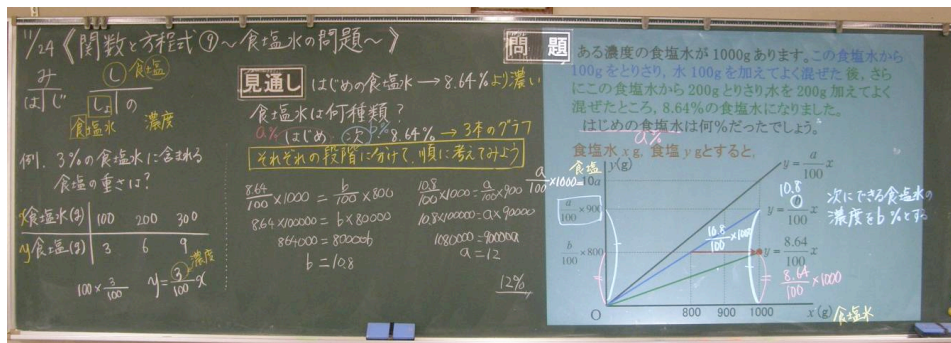 11/24 《関数と方程式⑨～食塩水の問題～》
み
は じ
し 食塩
しょ の
食塩水 濃度
例. 3%の食塩水に含まれる
食塩の重さは？
x食塩水(g) 100 200 300
y食塩(g) 3 6 9
100×3/100 y=3/100x 濃度
見通し はじめの食塩水→8.64%より濃い
食塩水は何種類？
a% b%
はじめ、次、8.64% →3本のグラフ
それぞれの段階に分けて、順に考えてみよう
8.64/100×1000=b/100×800
8.64×100000=b×80000
864000=80000b
b=10.8
10.8/100×1000=a/100×900
10.8×100000=a×90000
1080000=90000a
a=12
12%
問題
ある濃度の食塩水が1000gあります。この食塩水から
100gをとりさり、水100gを加えてよく混ぜた後、さら
にこの食塩水から200gとりさり水を200g加えてよく
混ぜたところ、8.64%の食塩水になりました。
はじめの食塩水は何%だったでしょう。
a%
食塩水xg，食塩ygとすると，
食塩 y(g)
a/100×1000=10a
a/100×900
b/100×800
y=a/100x
10.8
y=b/100x
y=8.64/100x
10.8/100×1000
=8.64/100×1000
次にできる食塩水の
濃度をb%とする
O 800 900 1000 x(g) 食塩水